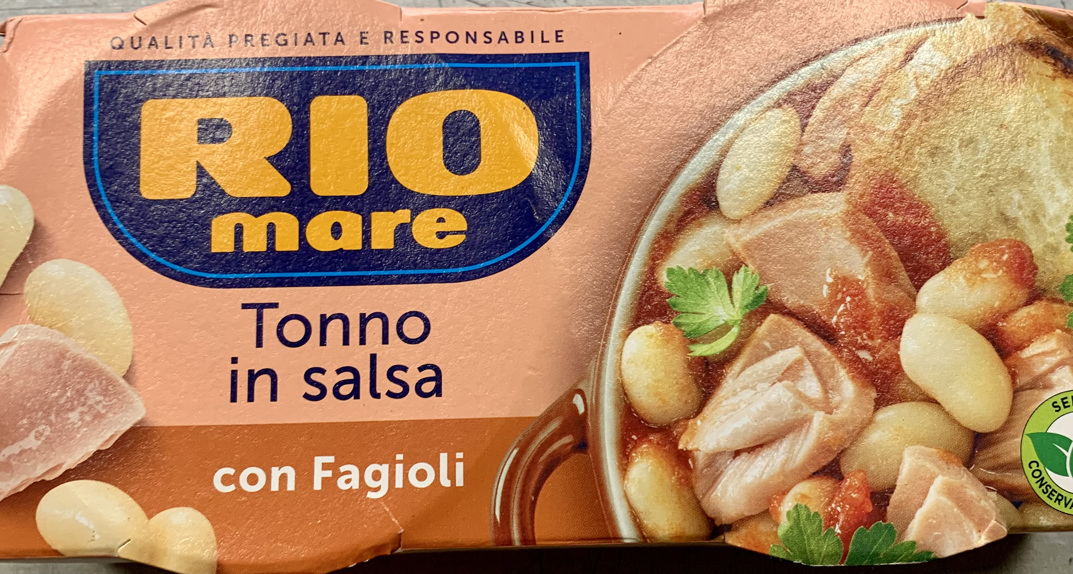 QUALITÀ PREGIATA E RESPONSABILE
RIO
mare
Tonno
in salsa
con Fagioli